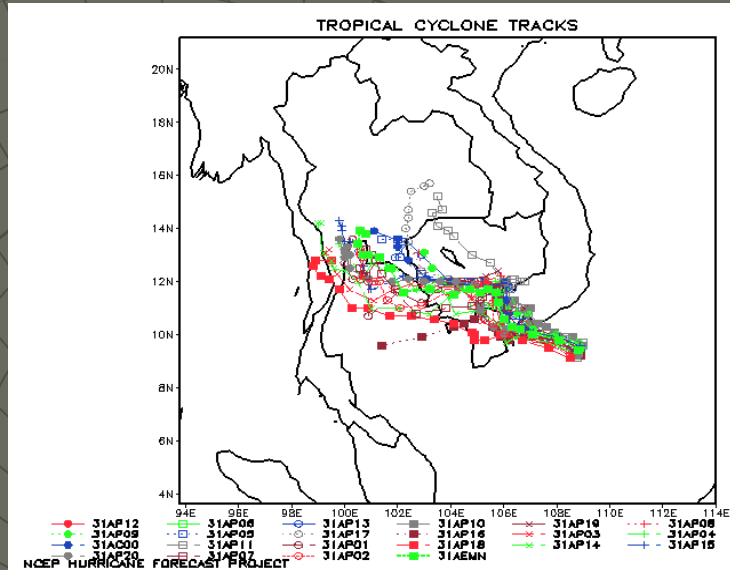 TROPICAL CYCLONE TRACKS
20N
18N
16N
14N
12N
10N
8N
6N
4N
94E 96E 98E 100E 102E 104E 106E 108E 110E 112E 114E
31AP12 31AP06 31AP13 31AP10 31AP19 31AP08
31AP09 31AP05 31AP17 31AP16 31AP03 31AP04
31AC00 31AP11 31AP01 31AP18 31AP14 31AP15
31AP20 31AP07 31AP02 31AEMN
NCEP HURRICANE FORECAST PROJECT